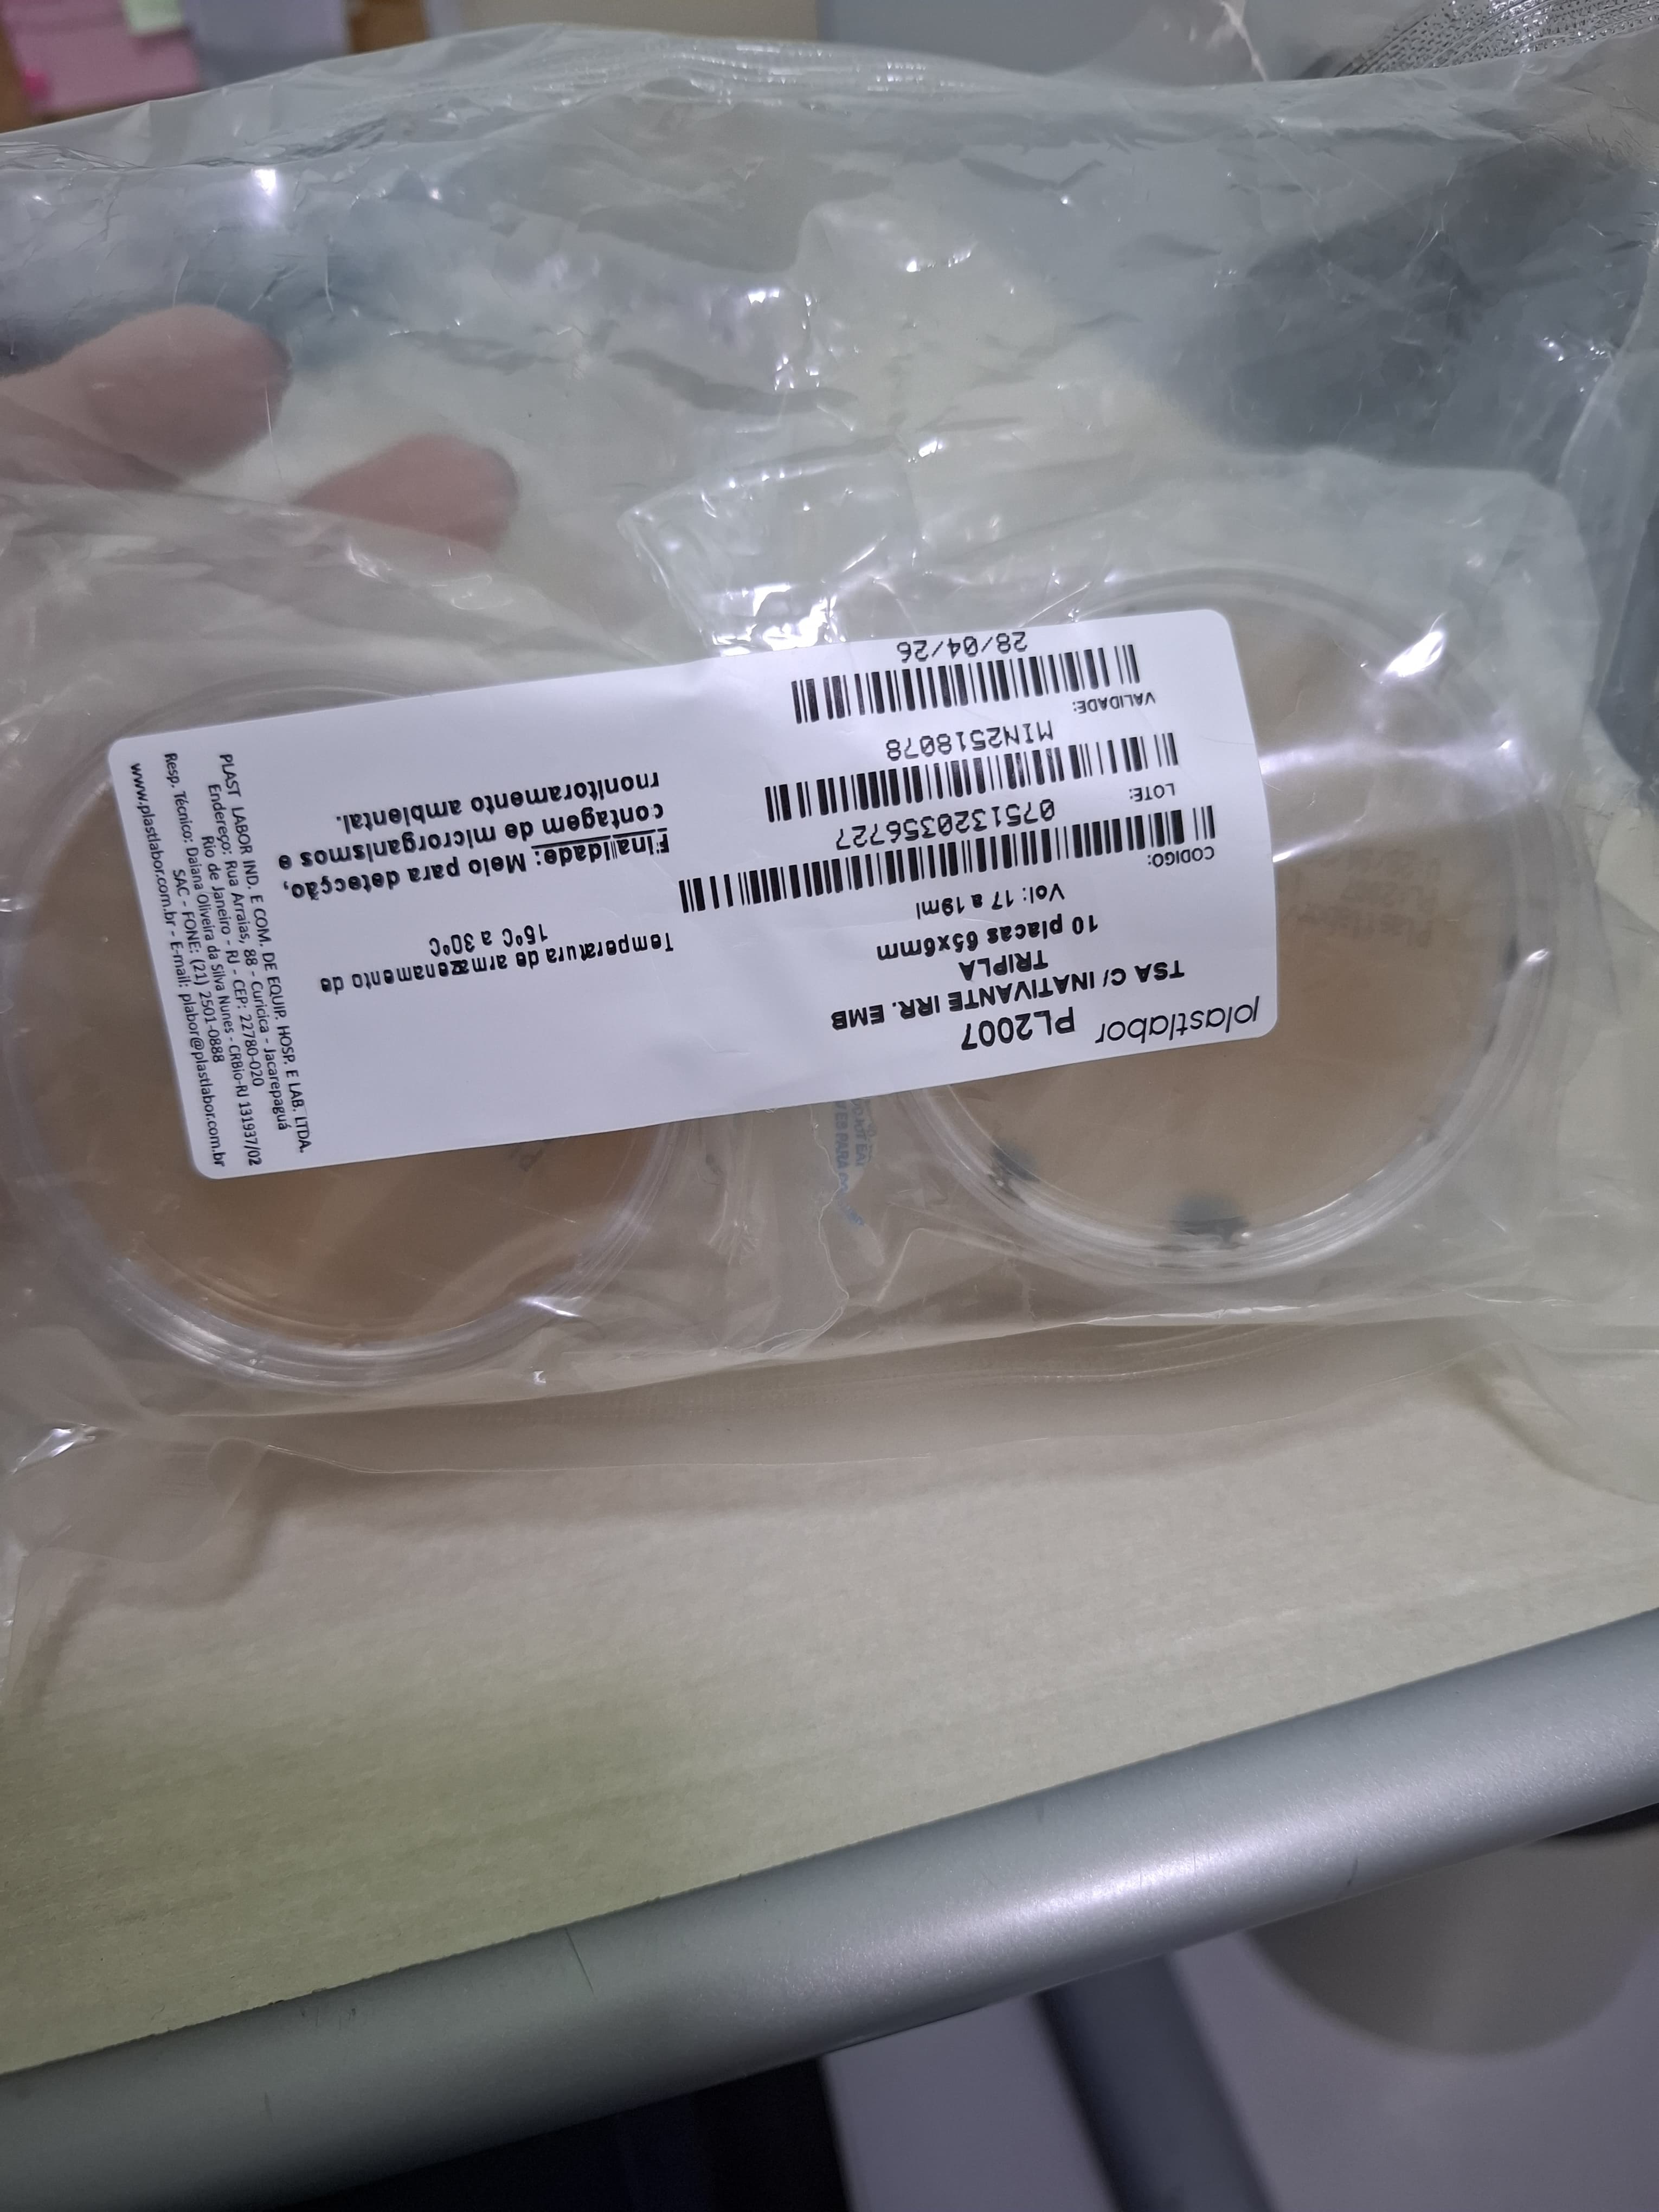 plastlabor PL2007
TSA C/ INATIVANTE IRR. EMB
TRIPLA
10 placas 65x6mm
Vol: 17 a 19ml
CODIGO:
0751320356727
LOTE:
MIN2518078
VALIDADE:
28/04/26
Temperatura de armazenamento de
15°C a 30°C
Finalidade: Meio para detecção,
contagem de microrganismos e
monitoramento ambiental.
PLAST LABOR IND. E COM. DE EQUIP. HOSP. E LAB. LTDA.
Endereço: Rua Arraias, 88 - Curicica - Jacarepaguá
Rio de Janeiro - RJ - CEP: 22780-020
Resp. Técnico: Daiana Oliveira da Silva Nunes - CRBio-RJ 131937/02
SAC - FONE: (21) 2501-0888
www.plastlabor.com.br - E-mail: plabor@plastlabor.com.br